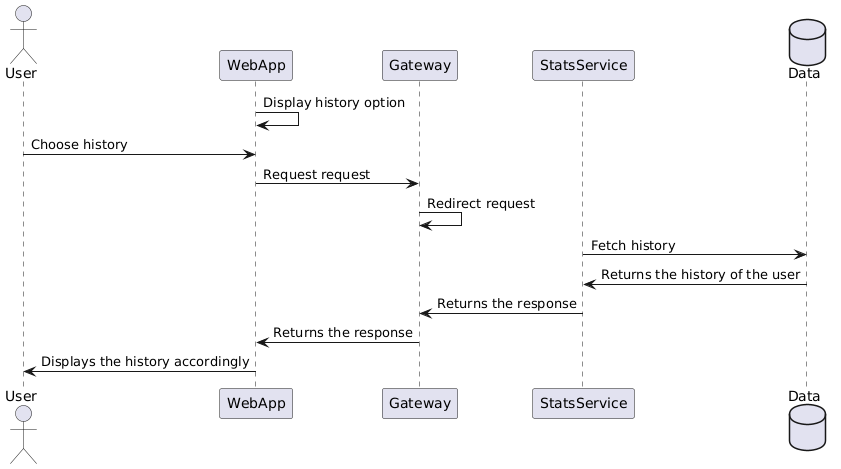 User
WebApp
Gateway
StatsService
Data
Display history option
Choose history
Request request
Redirect request
Fetch history
Returns the history of the user
Returns the response
Returns the response
Displays the history accordingly
User
WebApp
Gateway
StatsService
Data